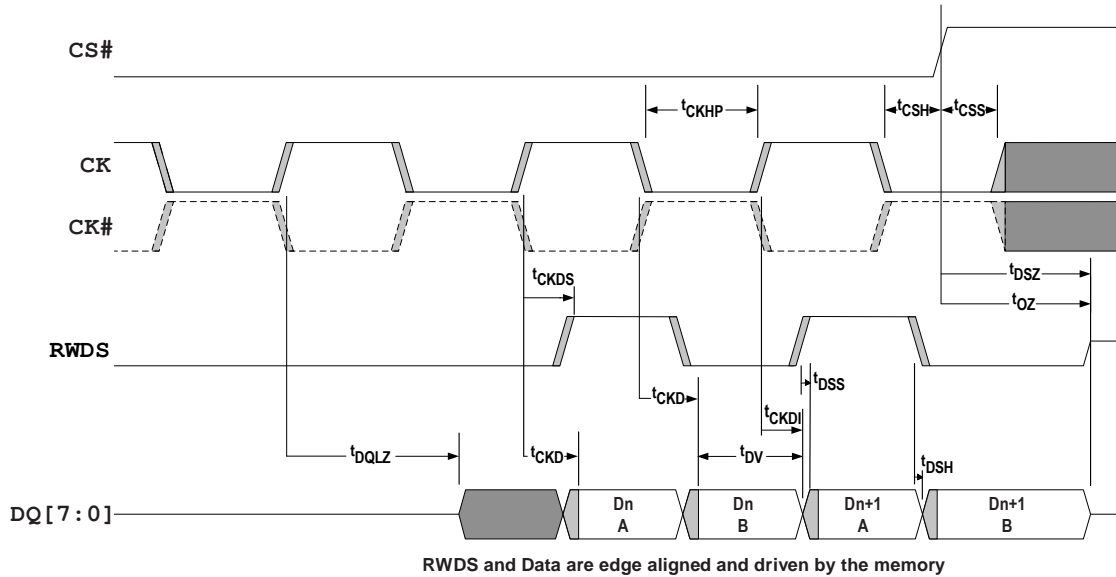 CS#
tCKHP
tCSH
tCSS
CK
CK#
tCKDS
tDSZ
tOZ
RWDS
tDSS
tCKD
tCKDI
tDQLZ
tCKD
tDV
tDSH
DQ[7:0]
Dn
A
Dn
B
Dn+1
A
Dn+1
B
RWDS and Data are edge aligned and driven by the memory